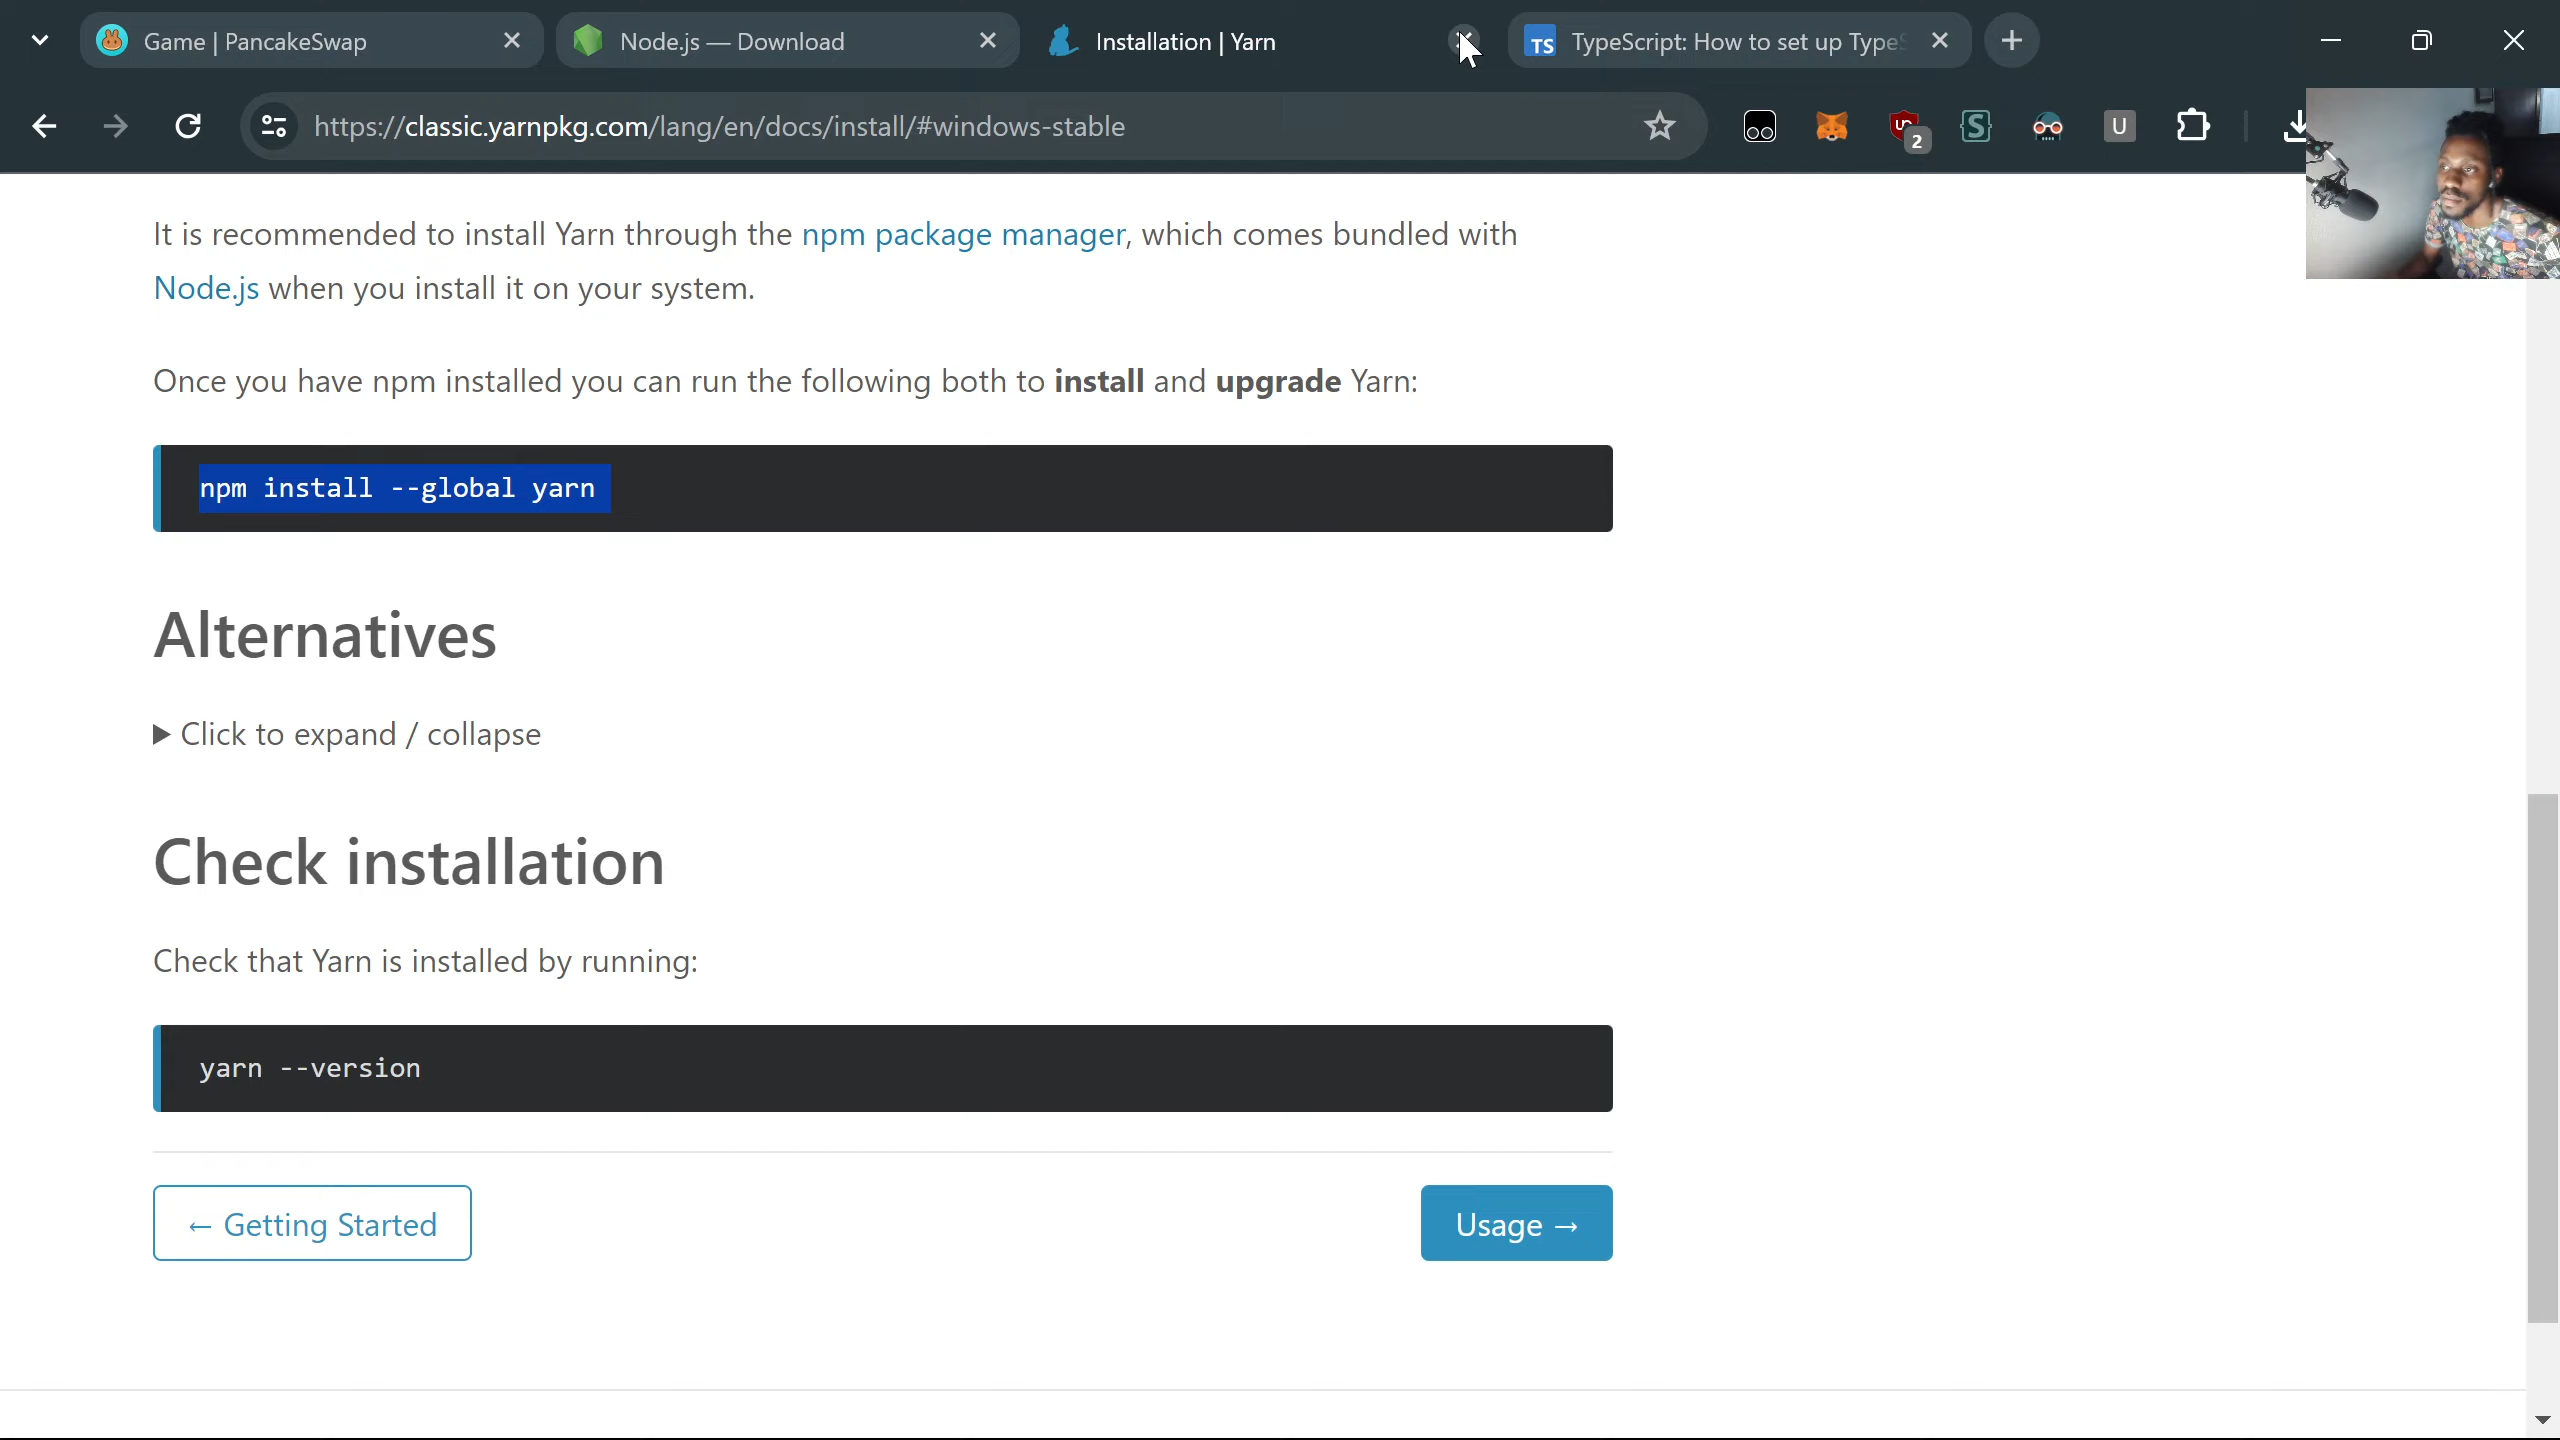 Game | PancakeSwap
Node.js — Download
Installation | Yarn
TS
TypeScript: How to set up Type
https://classic.yarnpkg.com/lang/en/docs/install/#windows-stable
2
S
U
It is recommended to install Yarn through the npm package manager, which comes bundled with
Node.js when you install it on your system.
Once you have npm installed you can run the following both to install and upgrade Yarn:
npm install --global yarn
Alternatives
▶ Click to expand / collapse
Check installation
Check that Yarn is installed by running:
yarn --version
← Getting Started
Usage →